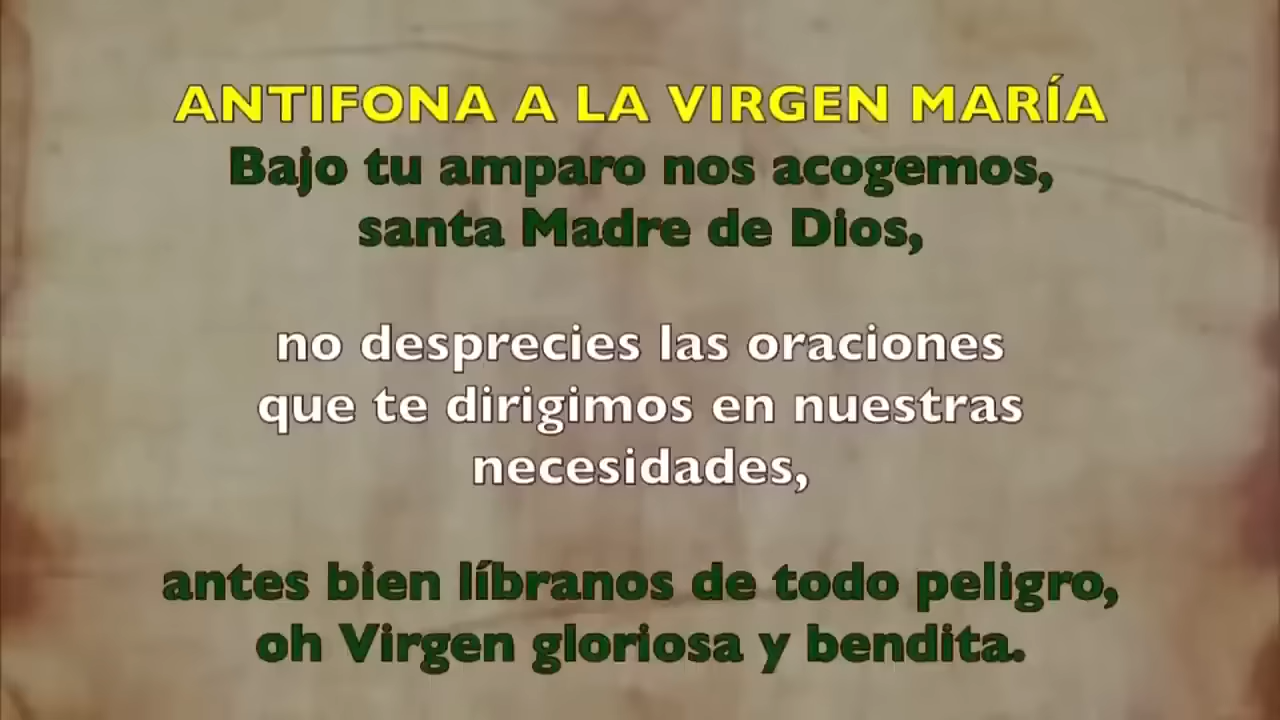 ANTIFONA A LA VIRGEN MARÍA
Bajo tu amparo nos acogemos,
santa Madre de Dios,
no desprecies las oraciones
que te dirigimos en nuestras
necesidades,
antes bien líbranos de todo peligro,
oh Virgen gloriosa y bendita.